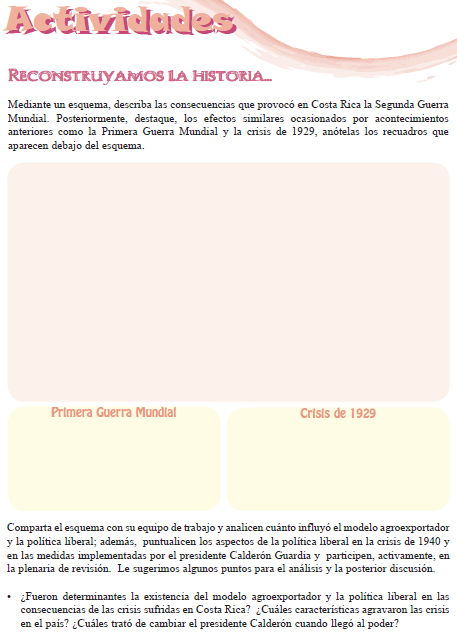 Actividades
Reconstruyamos la historia...
Mediante un esquema, describa las consecuencias que provocó en Costa Rica la Segunda Guerra
Mundial. Posteriormente, destaque, los efectos similares ocasionados por acontecimientos
anteriores como la Primera Guerra Mundial y la crisis de 1929, anótelas los recuadros que
aparecen debajo del esquema.
Primera Guerra Mundial
Crisis de 1929
Comparta el esquema con su equipo de trabajo y analicen cuánto influyó el modelo agroexportador
y la política liberal; además, puntualicen los aspectos de la política liberal en la crisis de 1940 y
en las medidas implementadas por el presidente Calderón Guardia y participen, activamente, en
la plenaria de revisión. Le sugerimos algunos puntos para el análisis y la posterior discusión.
• ¿Fueron determinantes la existencia del modelo agroexportador y la política liberal en las
consecuencias de las crisis sufridas en Costa Rica? ¿Cuáles características agravaron las crisis
en el país? ¿Cuáles trató de cambiar el presidente Calderón cuando llegó al poder?